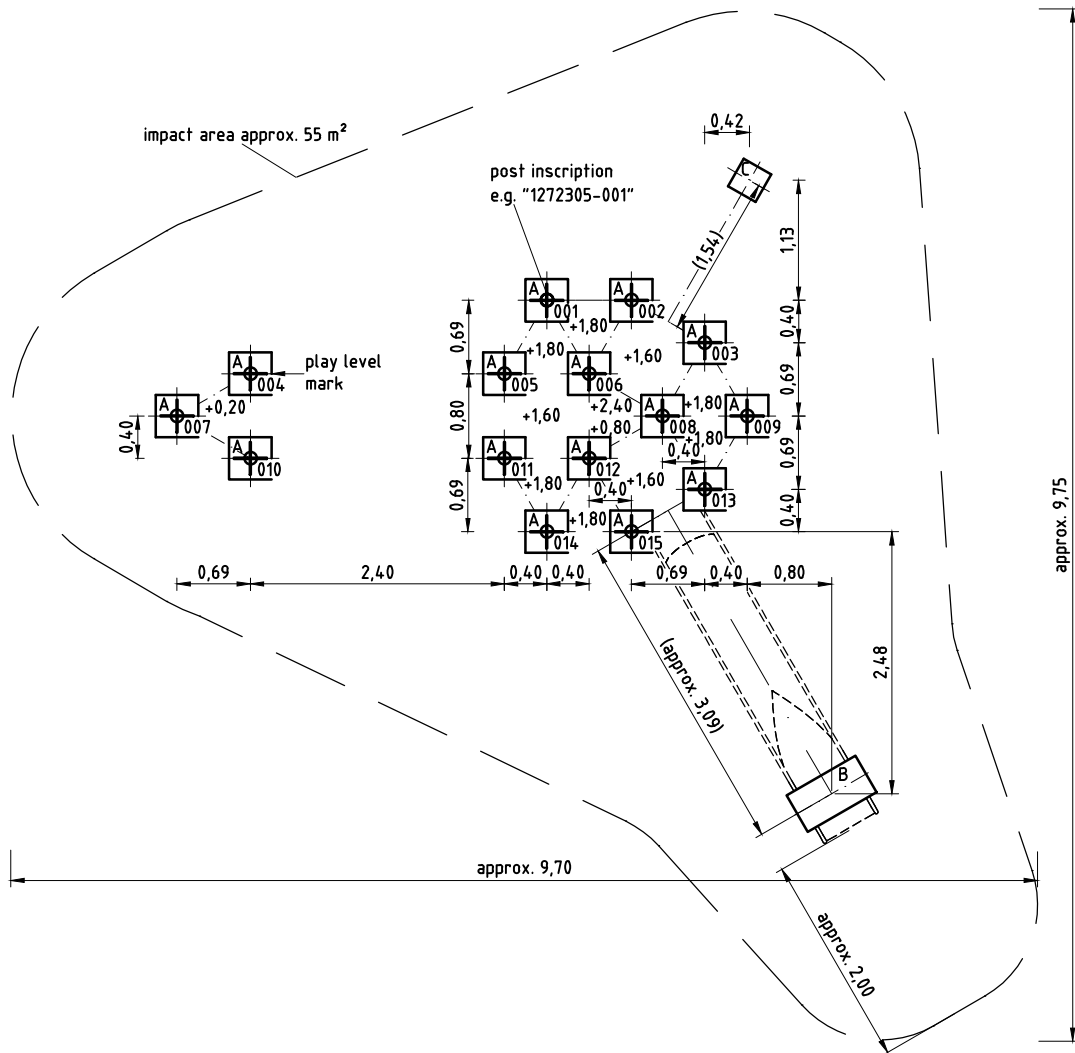 0,42
impact area approx. 55 m²
post inscription
e.g. "1272305-001"
C
1,13
(1,54)
A
001
A
002
+1,80
0,40
0,69
A
003
+1,80
+1,60
A
004
play level
mark
A
005
A
006
0,69
+0,20
A
007
0,40
0,80
+1,60
+2,40
+0,80
A
008
+1,80
A
009
approx. 9,75
A
010
A
011
A
012
+1,80
0,40
0,69
+1,80
0,69
0,40
+1,60
A
013
0,40
A
014
+1,80
A
015
0,69
2,40
0,40
0,40
0,69
0,40
0,80
2,48
(approx. 3,09)
B
approx. 9,70
approx. 2,00